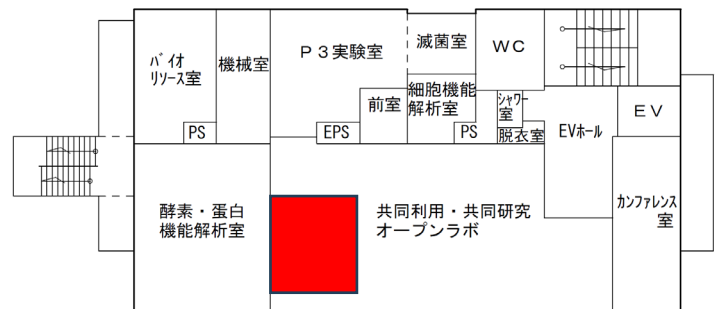 バイオ
リソース室
機械室
P3実験室
滅菌室
WC
前室
細胞機能
解析室
シャワー
室
EV
PS
EPS
PS
脱衣室
EVホール
酵素・蛋白
機能解析室
共同利用・共同研究
オープンラボ
カンファレンス
室